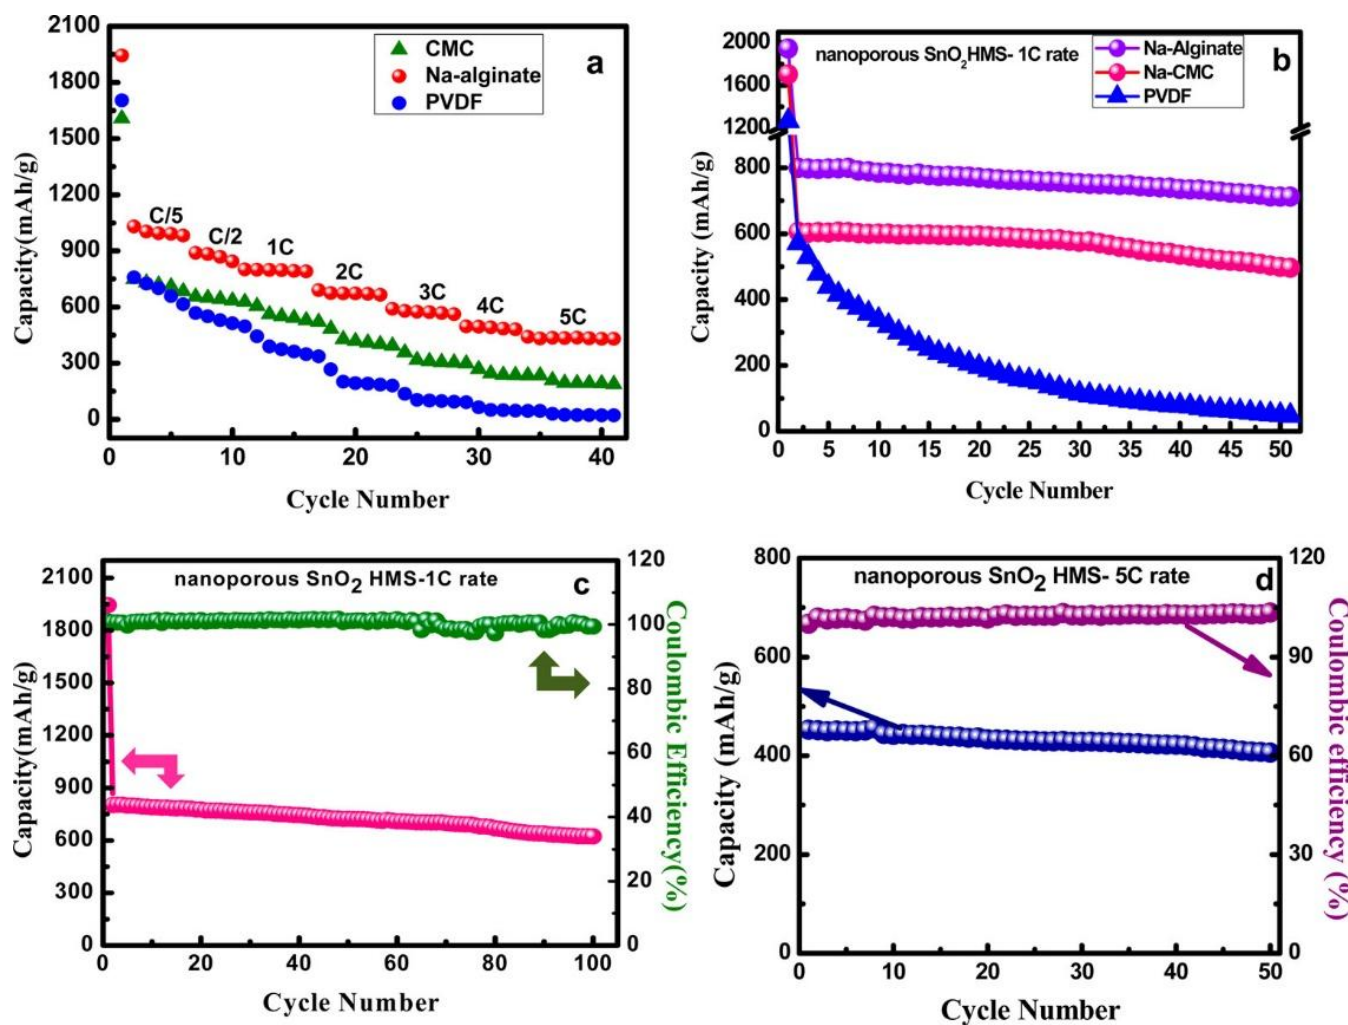 2100
1800
1500
1200
900
600
300
0
Capacity(mAh/g)
CMC
Na-alginate
PVDF
a
C/5
C/2
1C
2C
3C
4C
5C
0 10 20 30 40
Cycle Number
2000
1600
1200
800
600
400
200
0
Capacity (mAh/g)
nanoporous SnO₂HMS- 1C rate
Na-Alginate
Na-CMC
PVDF
b
0 5 10 15 20 25 30 35 40 45 50
Cycle Number
2100
1800
1500
1200
900
600
300
0
Capacity(mAh/g)
nanoporous SnO₂ HMS-1C rate
c
120
100
80
60
40
20
0
Coulombic Efficiency(%)
0 20 40 60 80 100
Cycle Number
800
600
400
200
0
Capacity (mAh/g)
nanoporous SnO₂ HMS- 5C rate
d
120
90
60
30
0
Coulombic efficiency (%)
0 10 20 30 40 50
Cycle Number